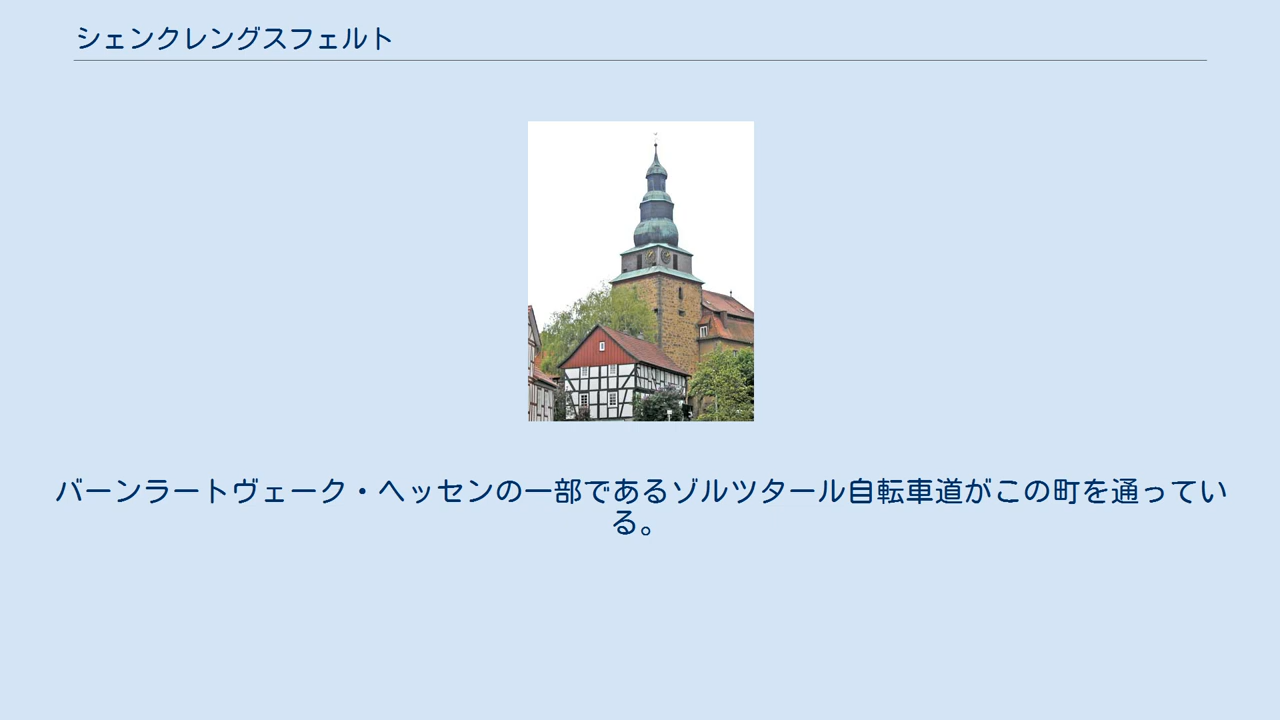 シェンクレングスフェルト
バーンラートヴェーク・ヘッセンの一部であるゾルツタール自転車道がこの町を通ってい
る。